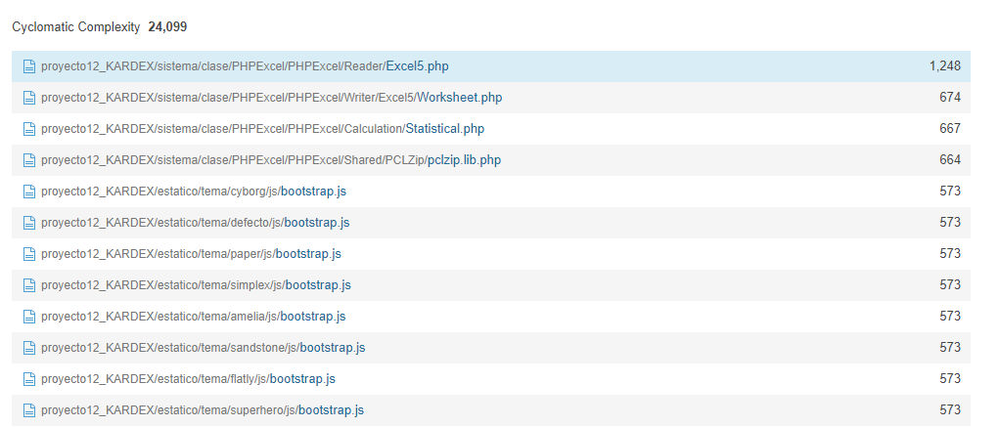 Cyclomatic Complexity 24,099
proyecto12_KARDEX/sistema/clase/PHPExcel/PHPExcel/Reader/Excel5.php 1,248
proyecto12_KARDEX/sistema/clase/PHPExcel/PHPExcel/Writer/Excel5/Worksheet.php 674
proyecto12_KARDEX/sistema/clase/PHPExcel/PHPExcel/Calculation/Statistical.php 667
proyecto12_KARDEX/sistema/clase/PHPExcel/PHPExcel/Shared/PCLZip/pclzip.lib.php 664
proyecto12_KARDEX/estatico/tema/cyborg/js/bootstrap.js 573
proyecto12_KARDEX/estatico/tema/defecto/js/bootstrap.js 573
proyecto12_KARDEX/estatico/tema/paper/js/bootstrap.js 573
proyecto12_KARDEX/estatico/tema/simplex/js/bootstrap.js 573
proyecto12_KARDEX/estatico/tema/amelia/js/bootstrap.js 573
proyecto12_KARDEX/estatico/tema/sandstone/js/bootstrap.js 573
proyecto12_KARDEX/estatico/tema/flatly/js/bootstrap.js 573
proyecto12_KARDEX/estatico/tema/superhero/js/bootstrap.js 573